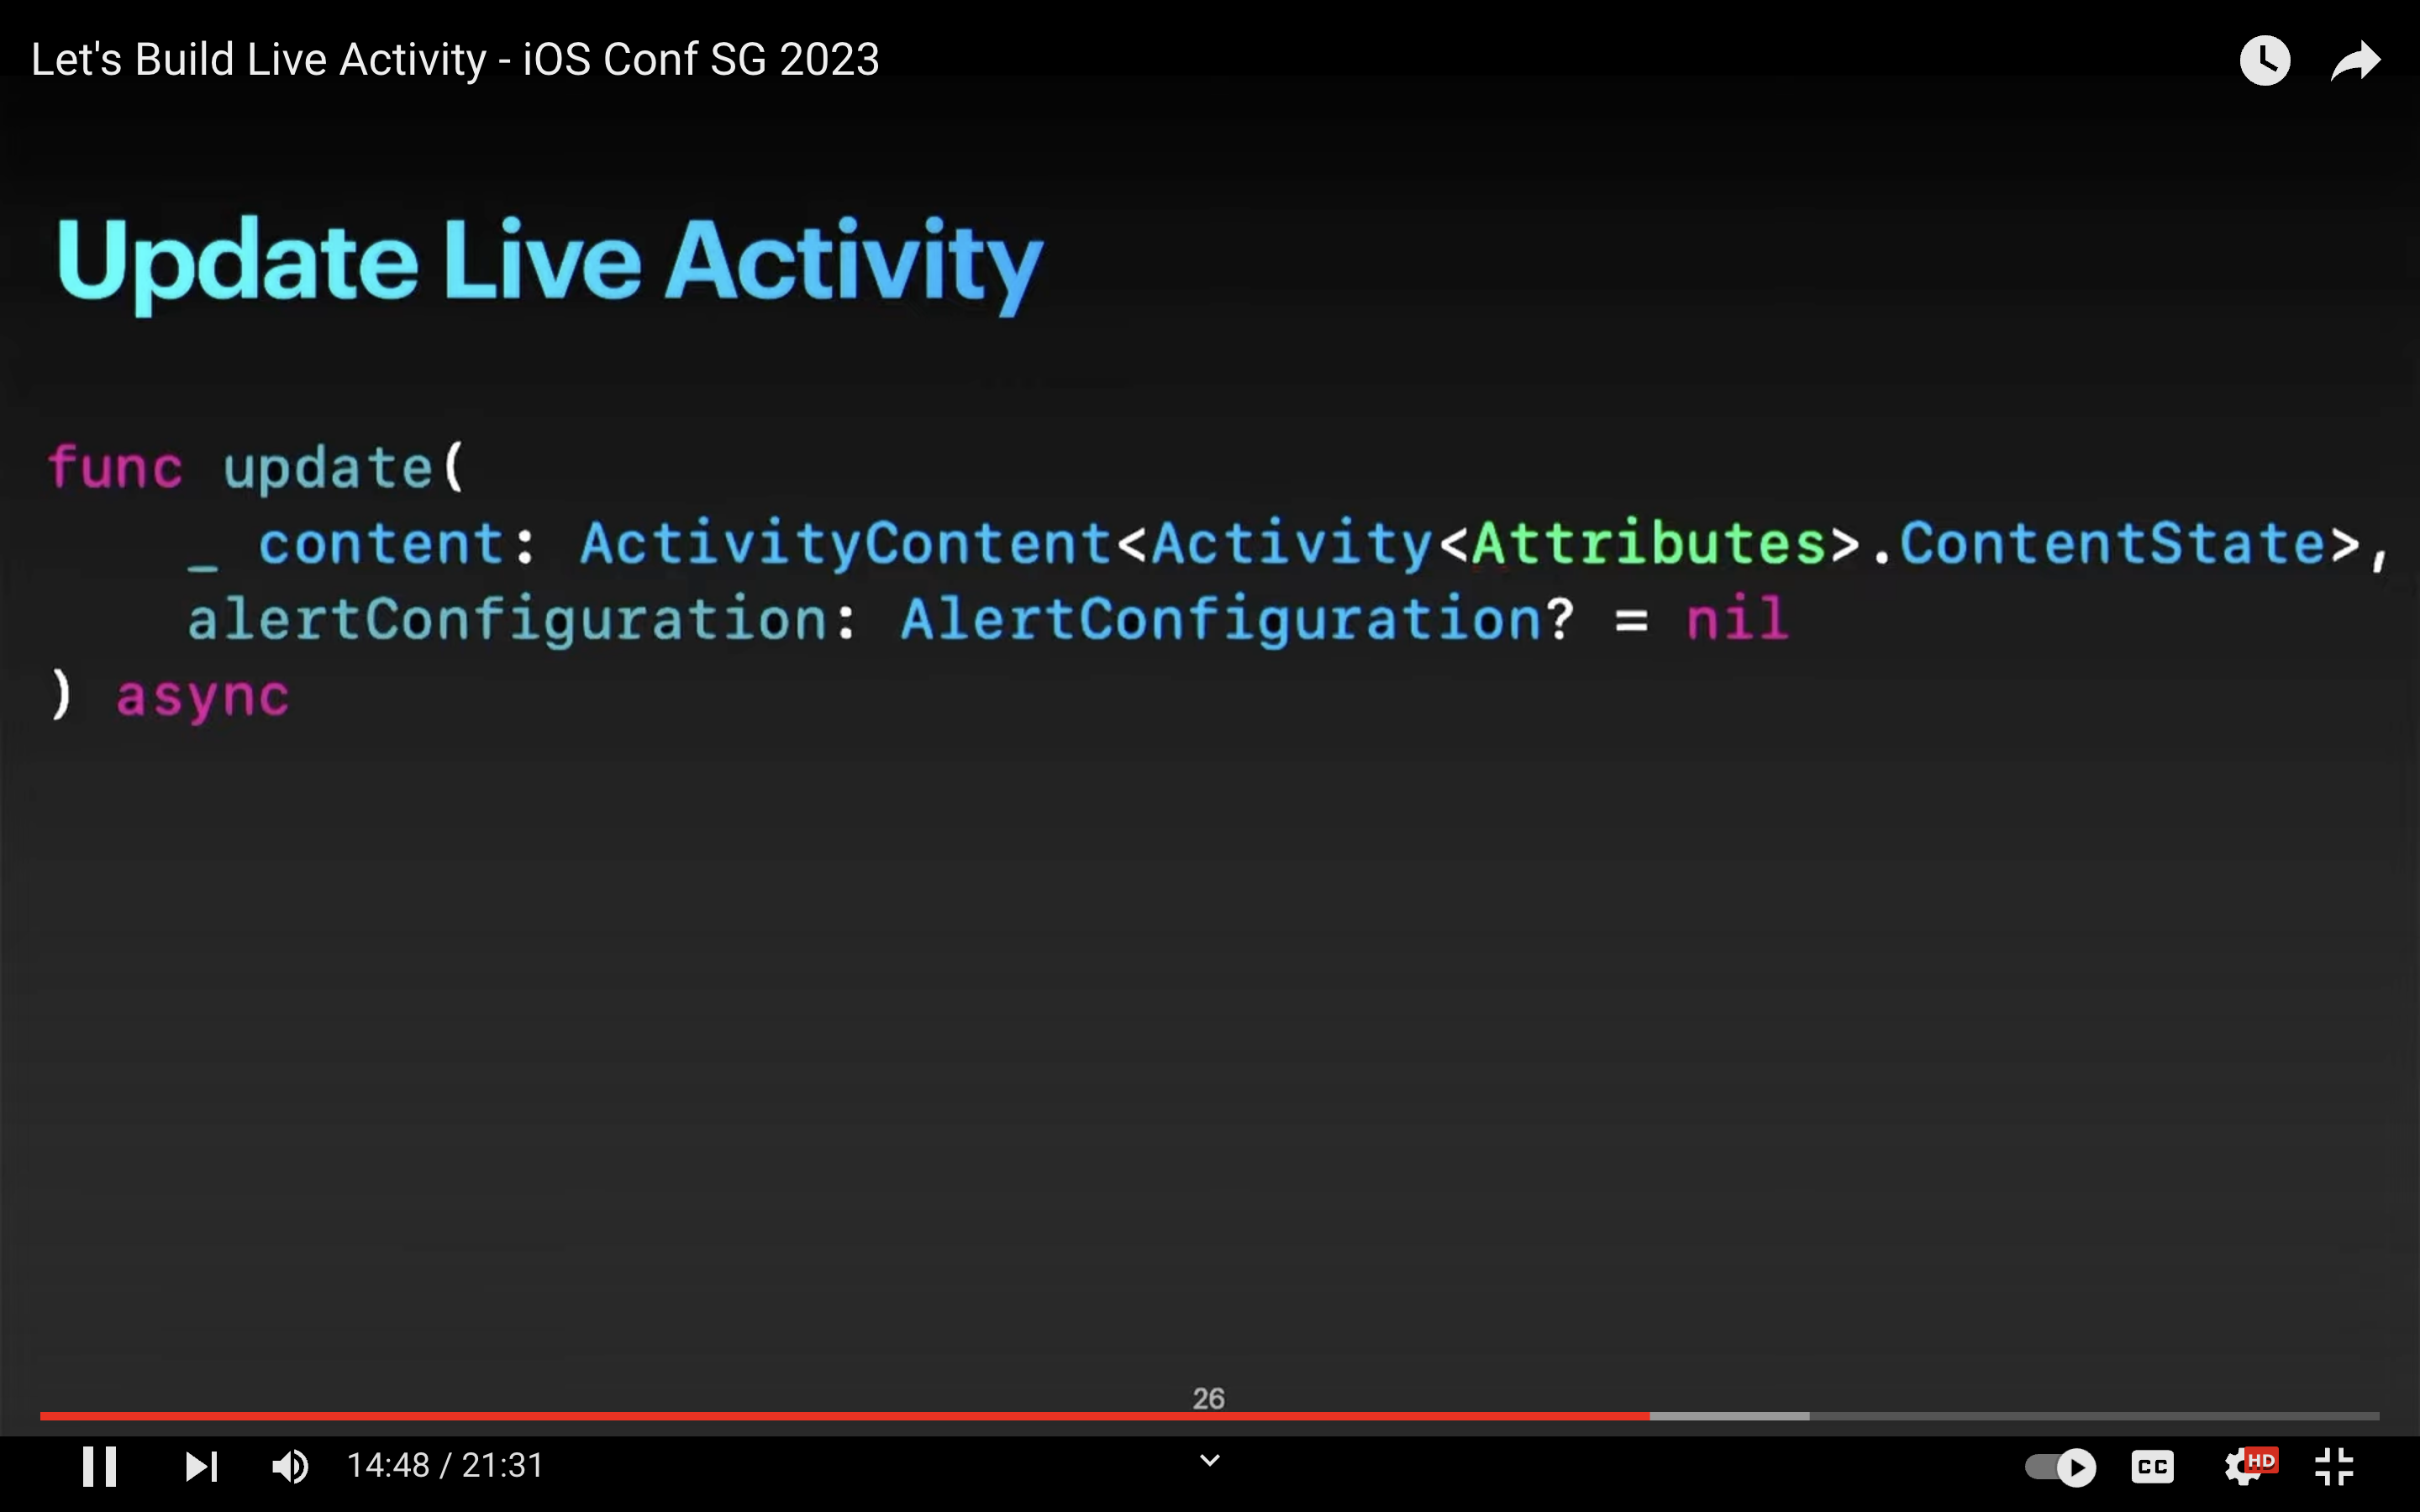 Let's Build Live Activity - iOS Conf SG 2023
Update Live Activity
func update(
_ content: ActivityContent<Activity<Attributes>.ContentState>,
alertConfiguration: AlertConfiguration? = nil
) async
26
14:48 / 21:31
CC
HD